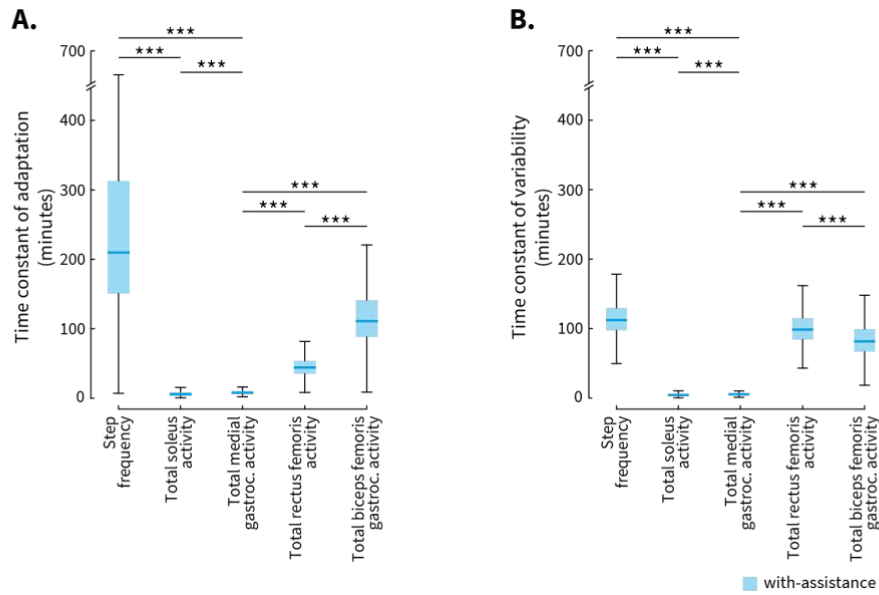 A.
Time constant of adaptation
(minutes)
700
400
300
200
100
0
***
***
***
***
***
***
Step
frequency
Total soleus
activity
Total medial
gastroc. activity
Total rectus femoris
activity
Total biceps femoris
gastroc. activity
B.
Time constant of variability
(minutes)
700
400
300
200
100
0
***
***
***
***
***
***
Step
frequency
Total soleus
activity
Total medial
gastroc. activity
Total rectus femoris
activity
Total biceps femoris
gastroc. activity
with-assistance